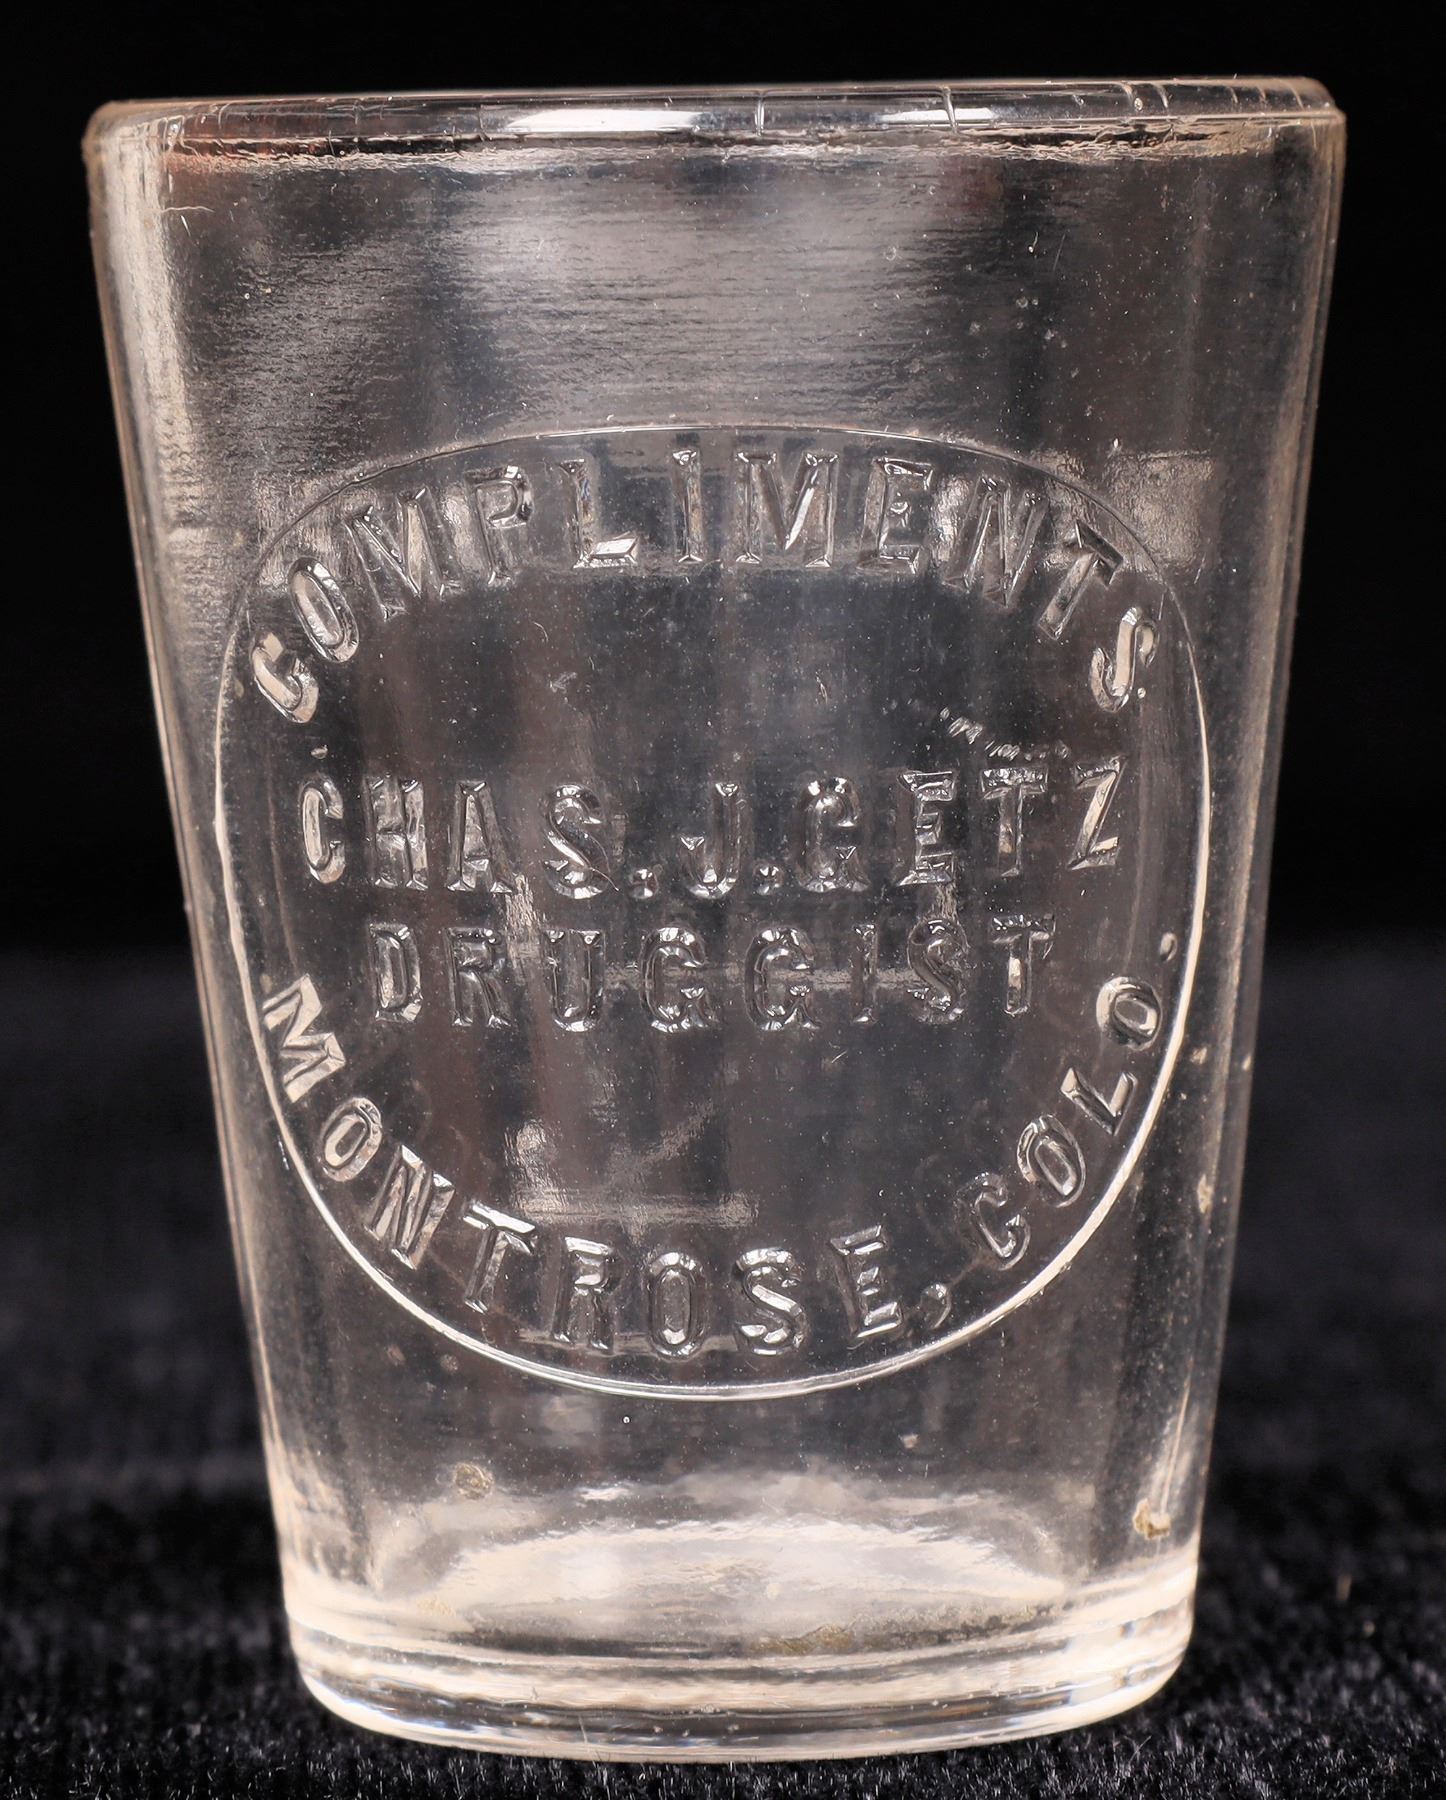 COMPLIMENTS
CHAS. J. GETZ
DRUGGIST
MONTROSE, COLO.